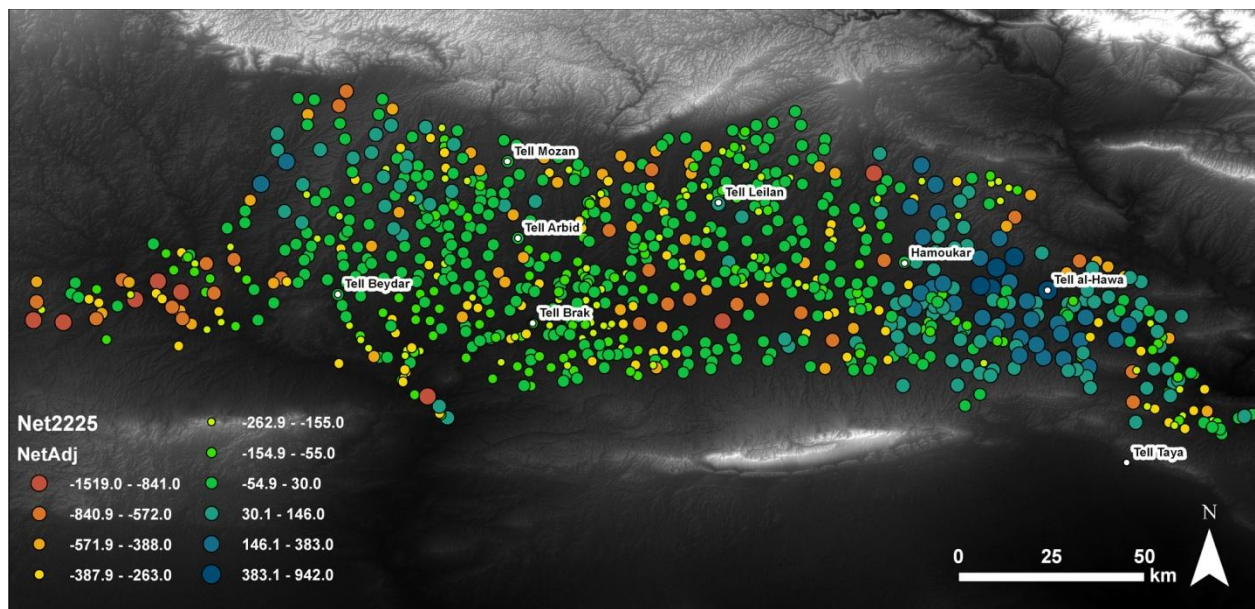 Tell Mozan
Tell Leilan
Tell Arbid
Hamoukar
Tell al-Hawa
Tell Beydar
Tell Brak
Tell Taya
Net2225
NetAdj
-1519.0 - -841.0
-840.9 - -572.0
-571.9 - -388.0
-387.9 - -263.0
-262.9 - -155.0
-154.9 - -55.0
-54.9 - 30.0
30.1 - 146.0
146.1 - 383.0
383.1 - 942.0
N
0 25 50
km